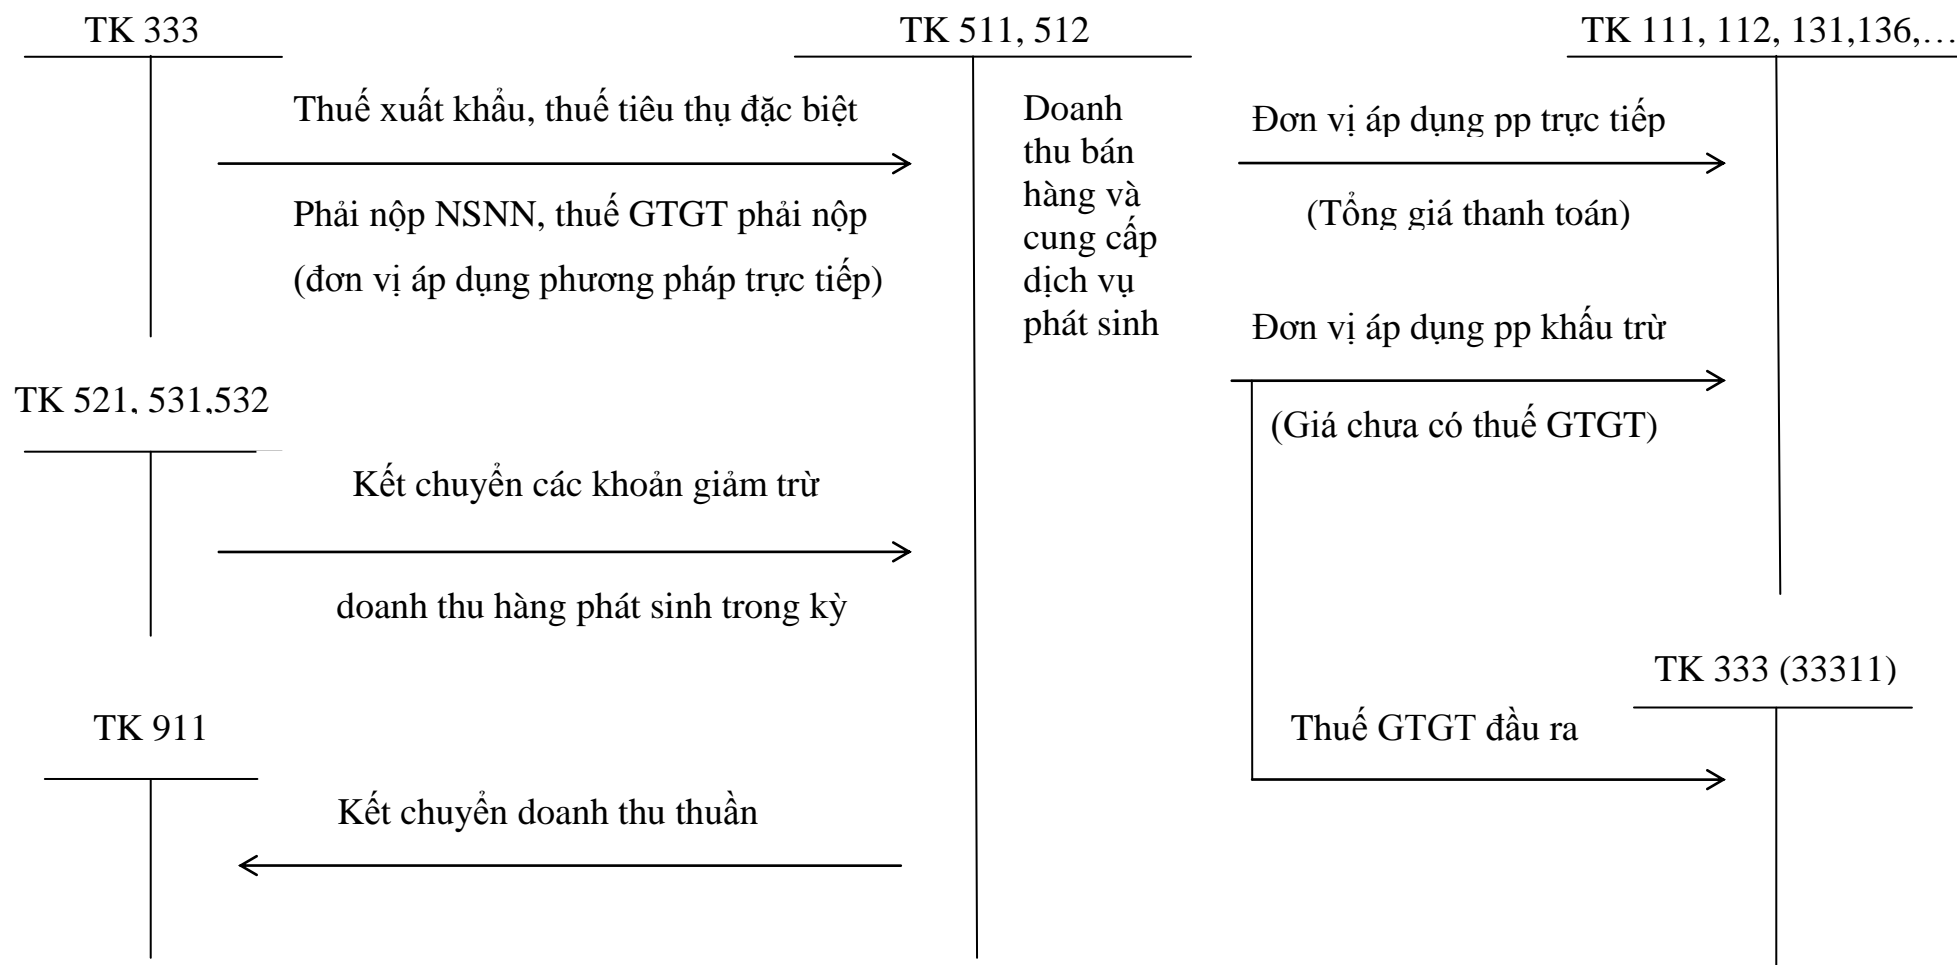 TK 333
TK 511, 512
TK 111, 112, 131,136,…
Thuế xuất khẩu, thuế tiêu thụ đặc biệt
Phải nộp NSNN, thuế GTGT phải nộp
(đơn vị áp dụng phương pháp trực tiếp)
Doanh
thu bán
hàng và
cung cấp
dịch vụ
phát sinh
Đơn vị áp dụng pp trực tiếp
(Tổng giá thanh toán)
Đơn vị áp dụng pp khấu trừ
(Giá chưa có thuế GTGT)
TK 521, 531,532
Kết chuyển các khoản giảm trừ
doanh thu hàng phát sinh trong kỳ
TK 333 (33311)
Thuế GTGT đầu ra
TK 911
Kết chuyển doanh thu thuần